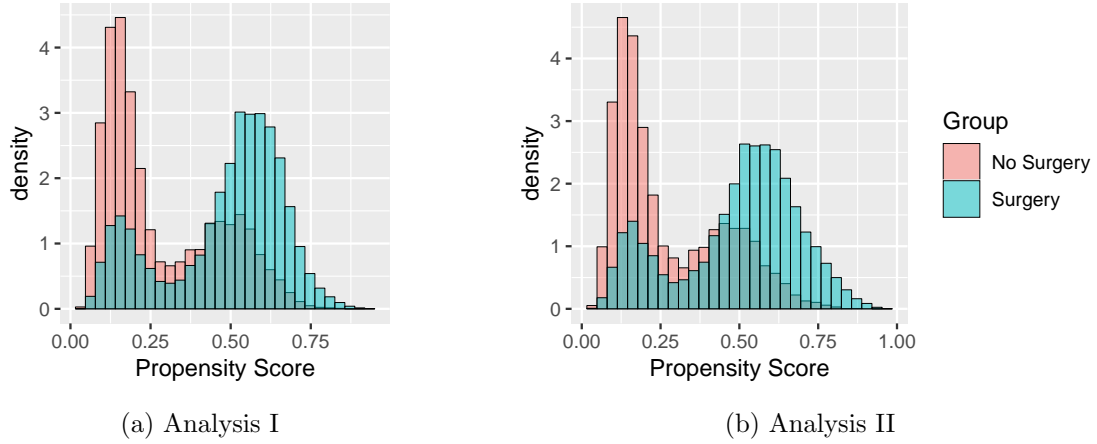 density
4
3
2
1
0
0.00 0.25 0.50 0.75
Propensity Score
(a) Analysis I
density
4
3
2
1
0
0.00 0.25 0.50 0.75 1.00
Propensity Score
(b) Analysis II
Group
No Surgery
Surgery